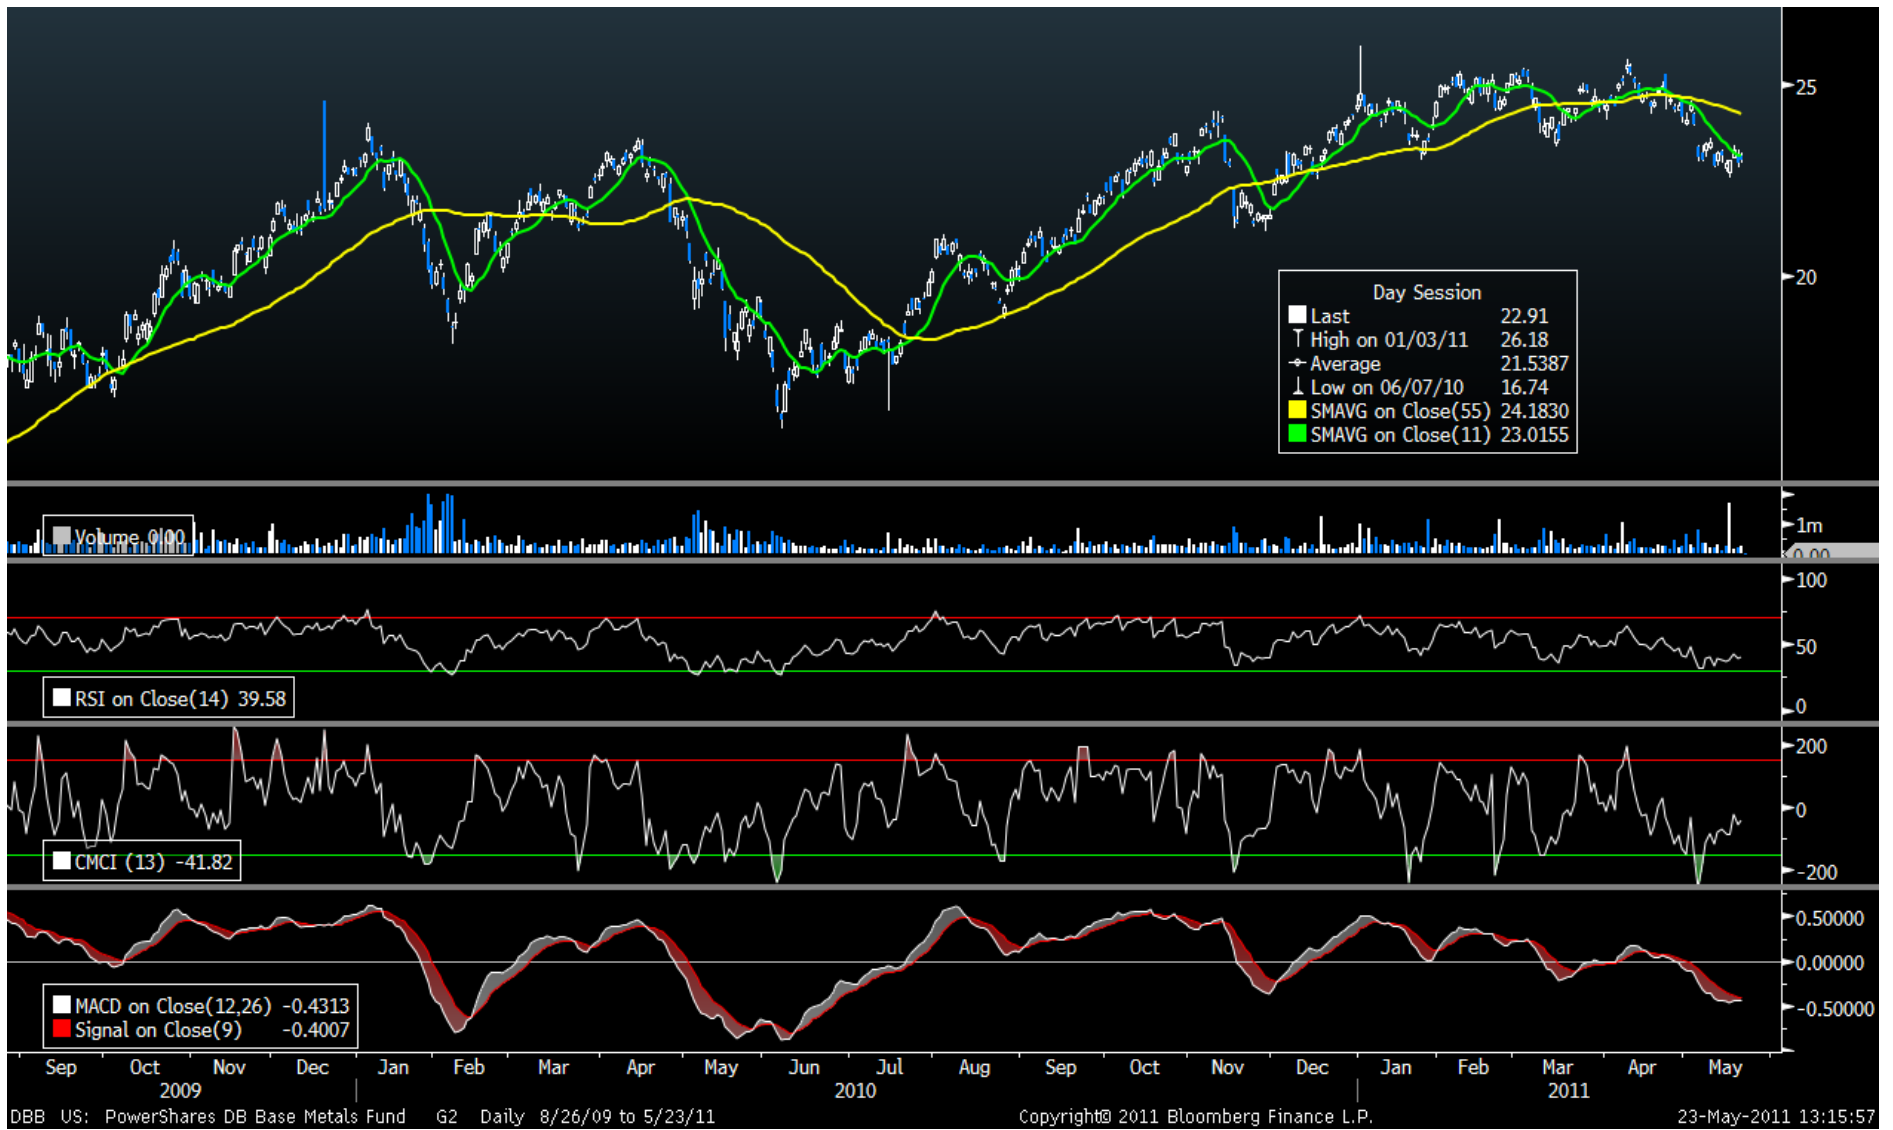 25
20
Day Session
Last 22.91
High on 01/03/11 26.18
Average 21.5387
Low on 06/07/10 16.74
SMAVG on Close(55) 24.1830
SMAVG on Close(11) 23.0155
Volume 0.00
1m
0.00
100
50
0
RSI on Close(14) 39.58
200
0
-200
CMCI (13) -41.82
0.50000
0.00000
-0.50000
MACD on Close(12,26) -0.4313
Signal on Close(9) -0.4007
Sep Oct Nov Dec Jan Feb Mar Apr May Jun Jul Aug Sep Oct Nov Dec Jan Feb Mar Apr May
2009 2010 2011
DBB US: PowerShares DB Base Metals Fund G2 Daily 8/26/09 to 5/23/11 Copyright© 2011 Bloomberg Finance L.P. 23-May-2011 13:15:57